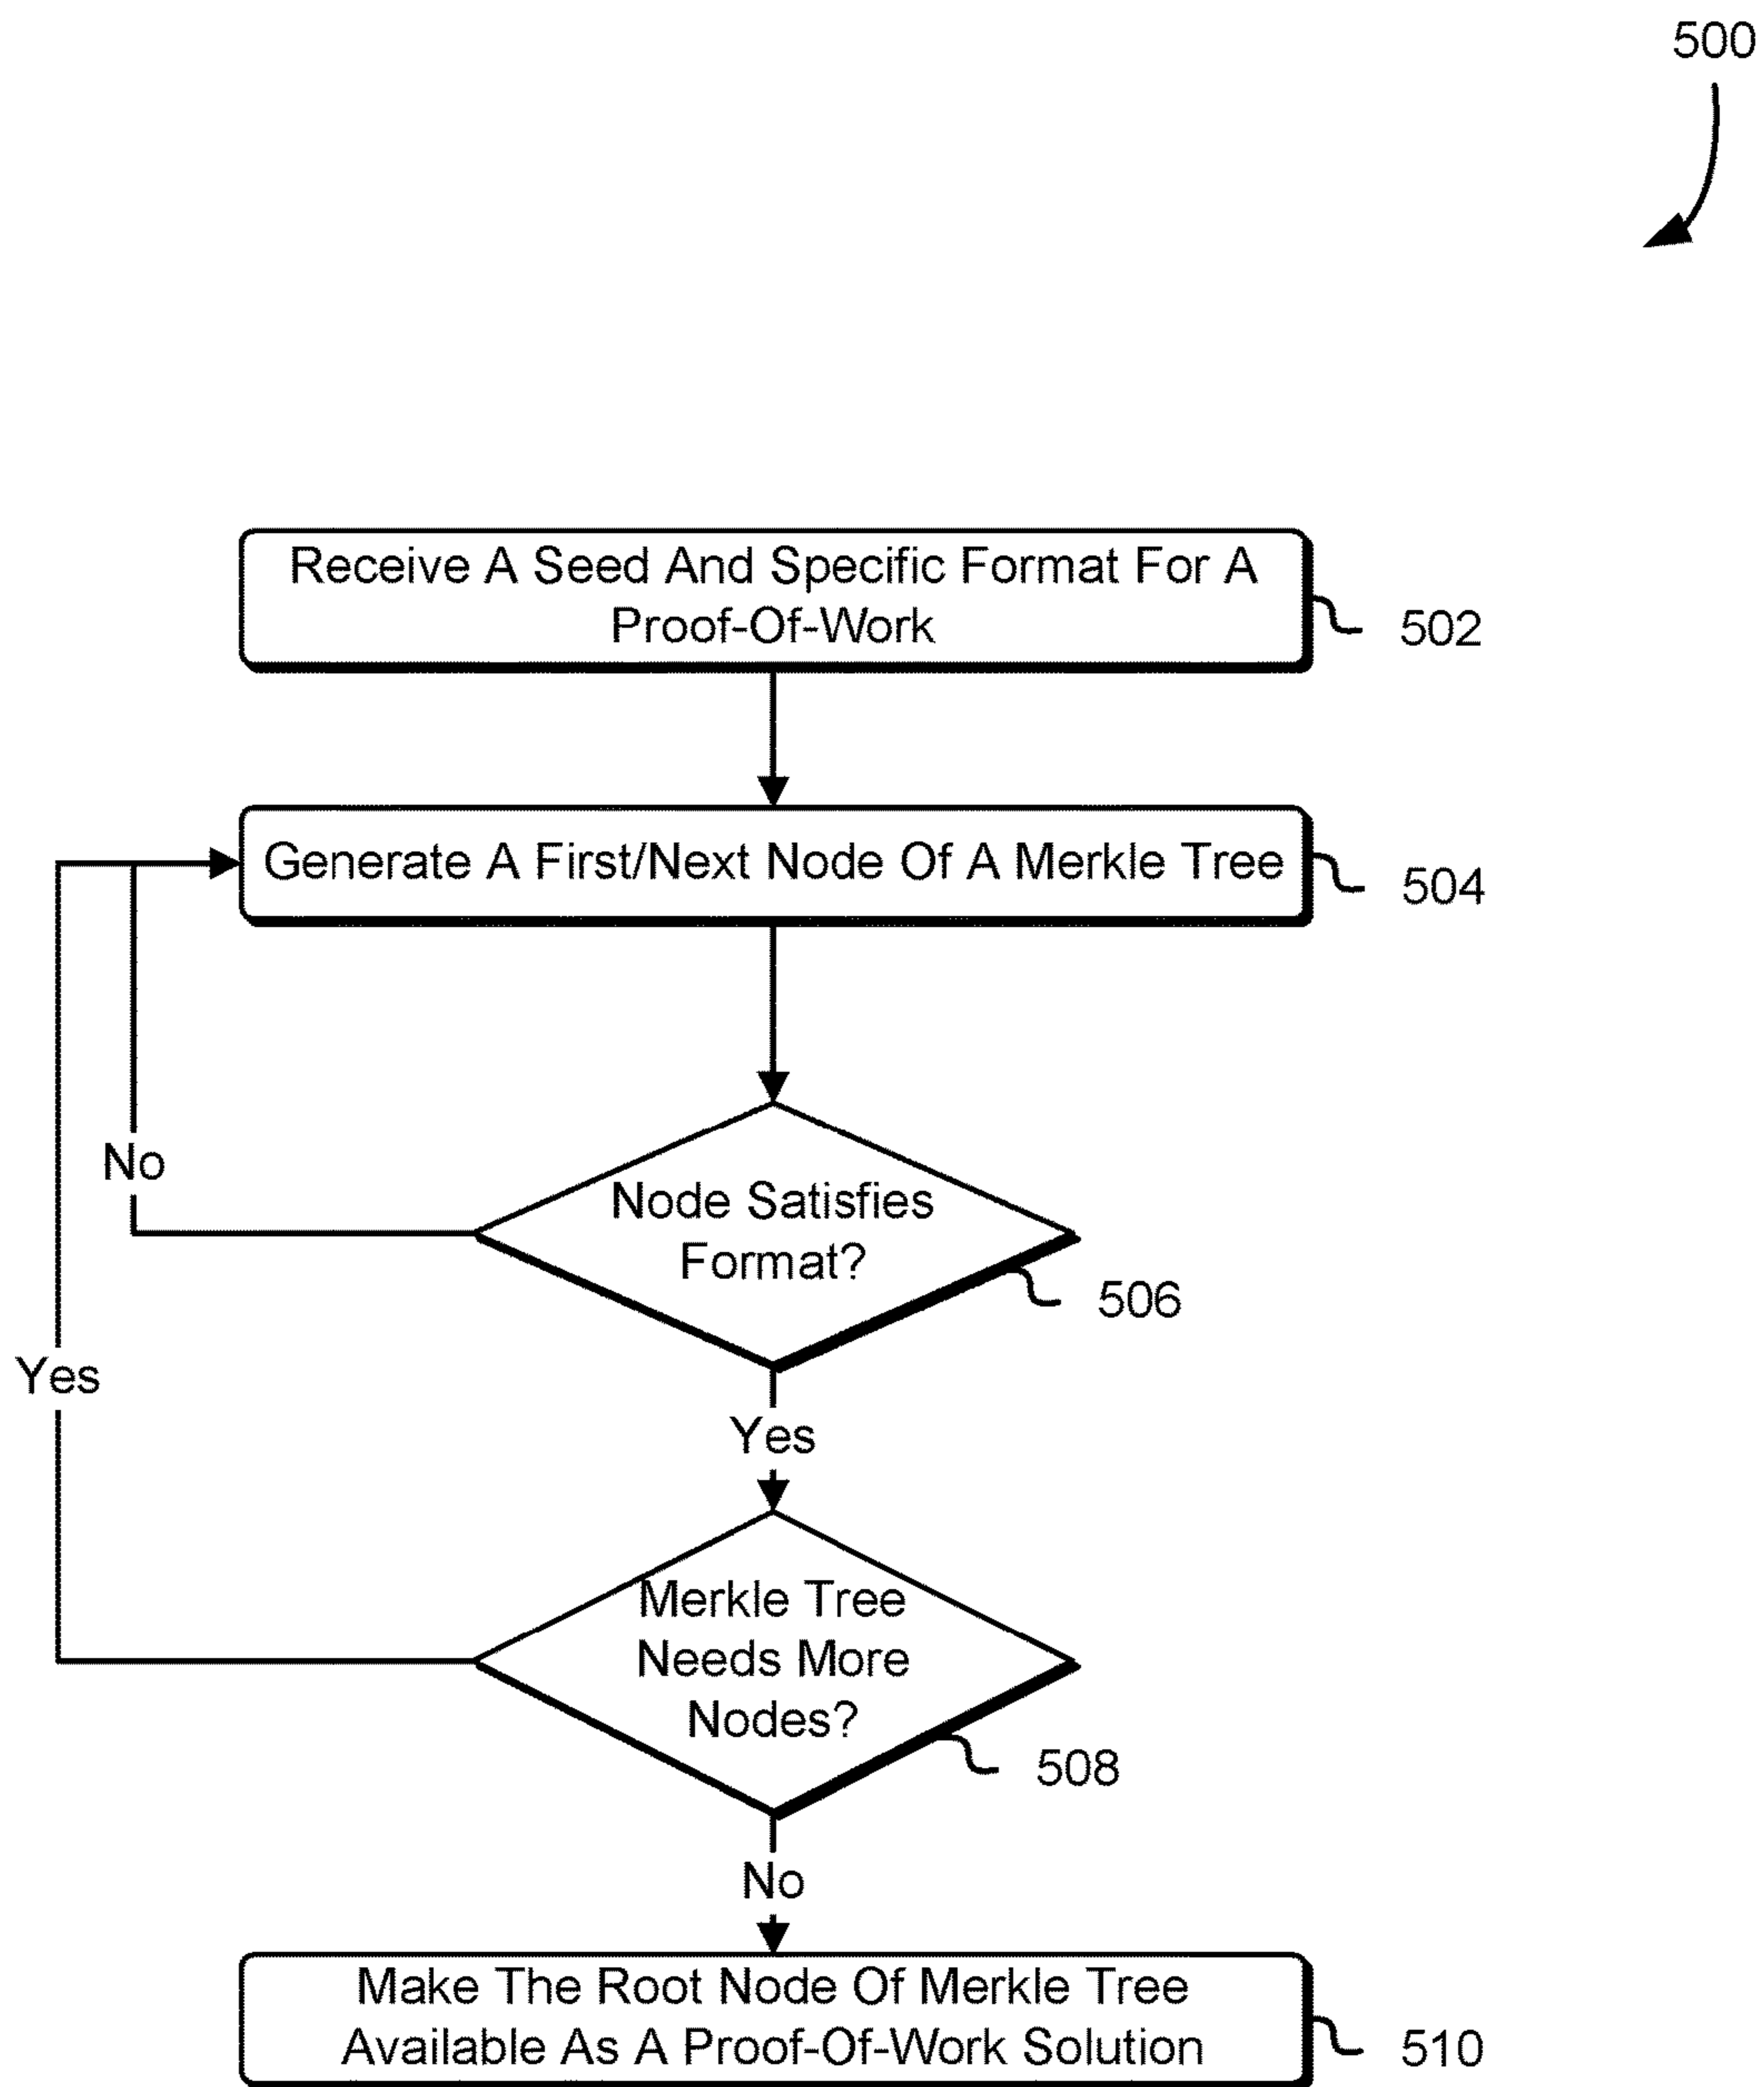 500
Receive A Seed And Specific Format For A
Proof-Of-Work
502
Generate A First/Next Node Of A Merkle Tree
504
No
Node Satisfies
Format?
506
Yes
Yes
Merkle Tree
Needs More
Nodes?
508
No
Make The Root Node Of Merkle Tree
Available As A Proof-Of-Work Solution
510